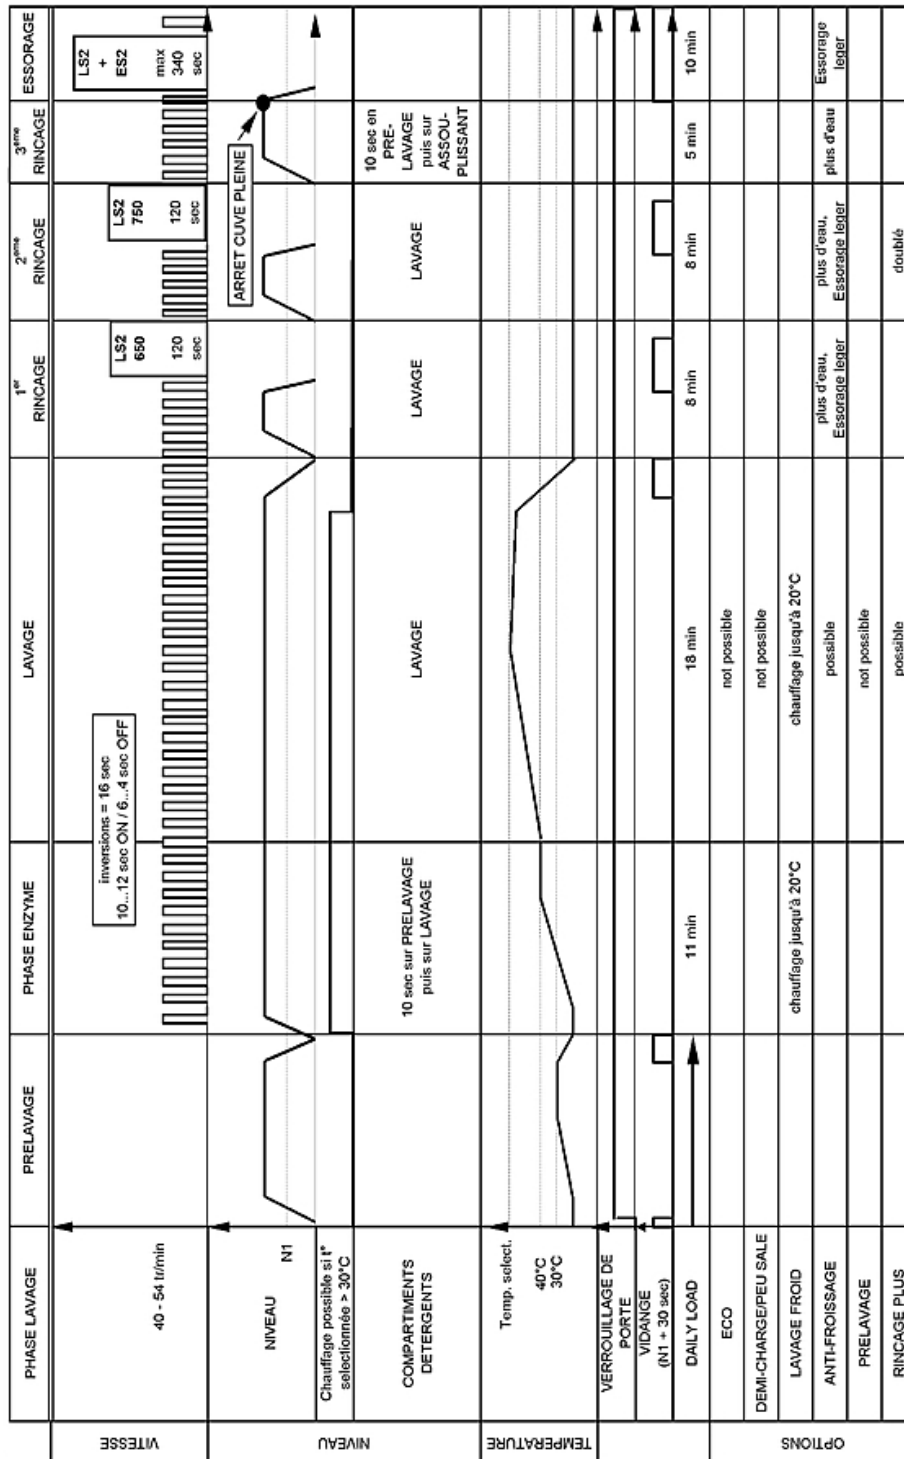 PHASE LAVAGE
PRELAVAGE
PHASE ENZYME
LAVAGE
1er
RINCAGE
2eme
RINCAGE
3eme
RINCAGE
ESSORAGE
VITESSE
40 - 54 tr/min
inversions = 16 sec
10...12 sec ON / 6...4 sec OFF
LS2
650
120
sec
LS2
750
120
sec
LS2
+
ES2
max
340
sec
NIVEAU
NIVEAU
N1
ARRET CUVE PLEINE
Chauffage possible si t°
selectionnée > 30°C
COMPARTIMENTS
DETERGENTS
10 sec sur PRELAVAGE
puis sur LAVAGE
LAVAGE
LAVAGE
LAVAGE
10 sec en
PRE-
LAVAGE
puis sur
ASSOU-
PLISSANT
TEMPERATURE
Temp. select.
40°C
30°C
VERROUILLAGE DE
PORTE
VIDANGE
(N1 + 30 sec)
DAILY LOAD
11 min
18 min
8 min
8 min
5 min
10 min
OPTIONS
ECO
not possible
DEMI-CHARGE/PEU SALE
not possible
LAVAGE FROID
chauffage jusqu'à 20°C
chauffage jusqu'à 20°C
ANTI-FROISSAGE
possible
plus d'eau,
Essorage leger
plus d'eau,
Essorage leger
plus d'eau
Essorage
leger
PRELAVAGE
not possible
RINCAGE PLUS
possible
doublé